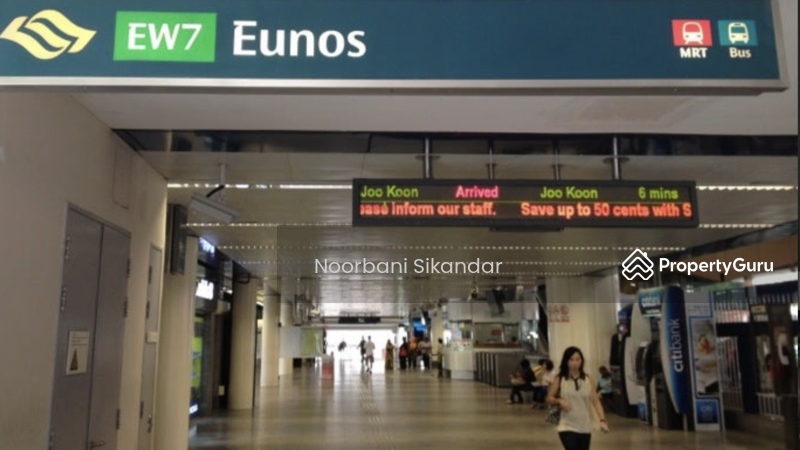 EW7 Eunos
MRT Bus
Joo Koon Arrived Joo Koon 6 mins
ase inform our staff. Save up to 50 cents with S
Noorbani Sikandar
PropertyGuru
citibank